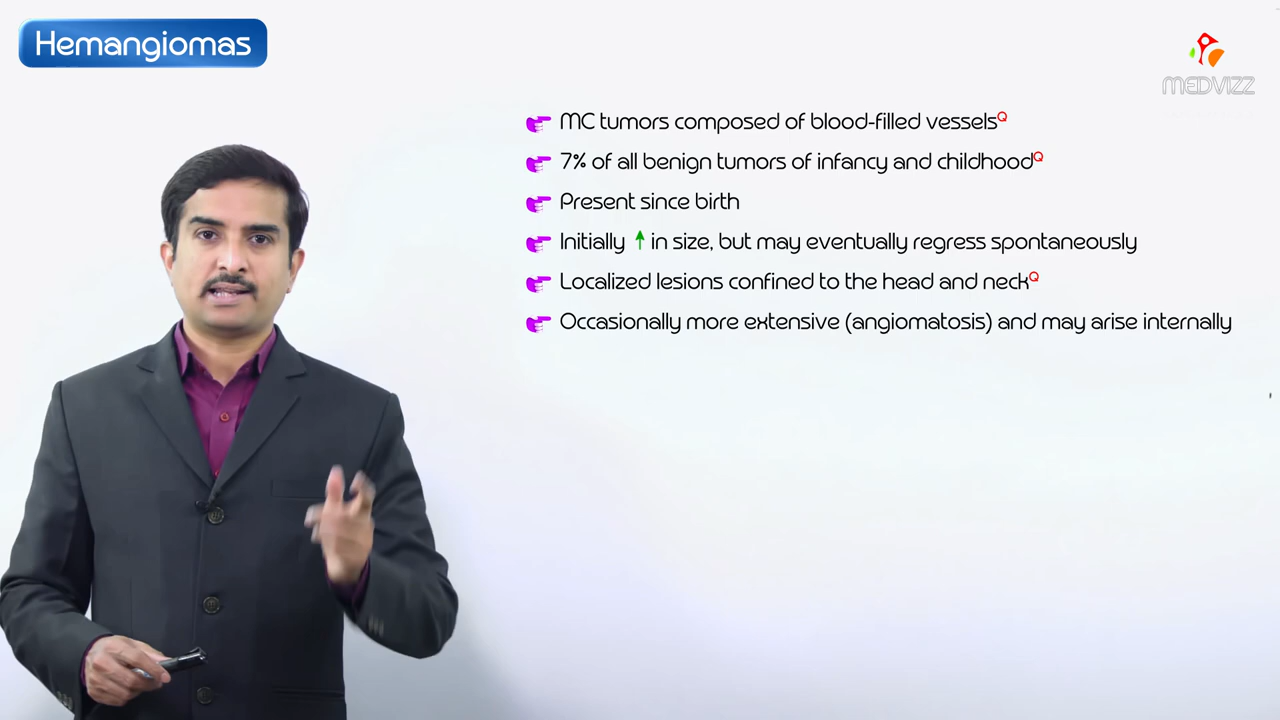 Hemangiomas
MEDVIZZ
MC tumors composed of blood-filled vesselsQ
7% of all benign tumors of infancy and childhoodQ
Present since birth
Initially ↑ in size, but may eventually regress spontaneously
Localized lesions confined to the head and neckQ
Occasionally more extensive (angiomatosis) and may arise internally